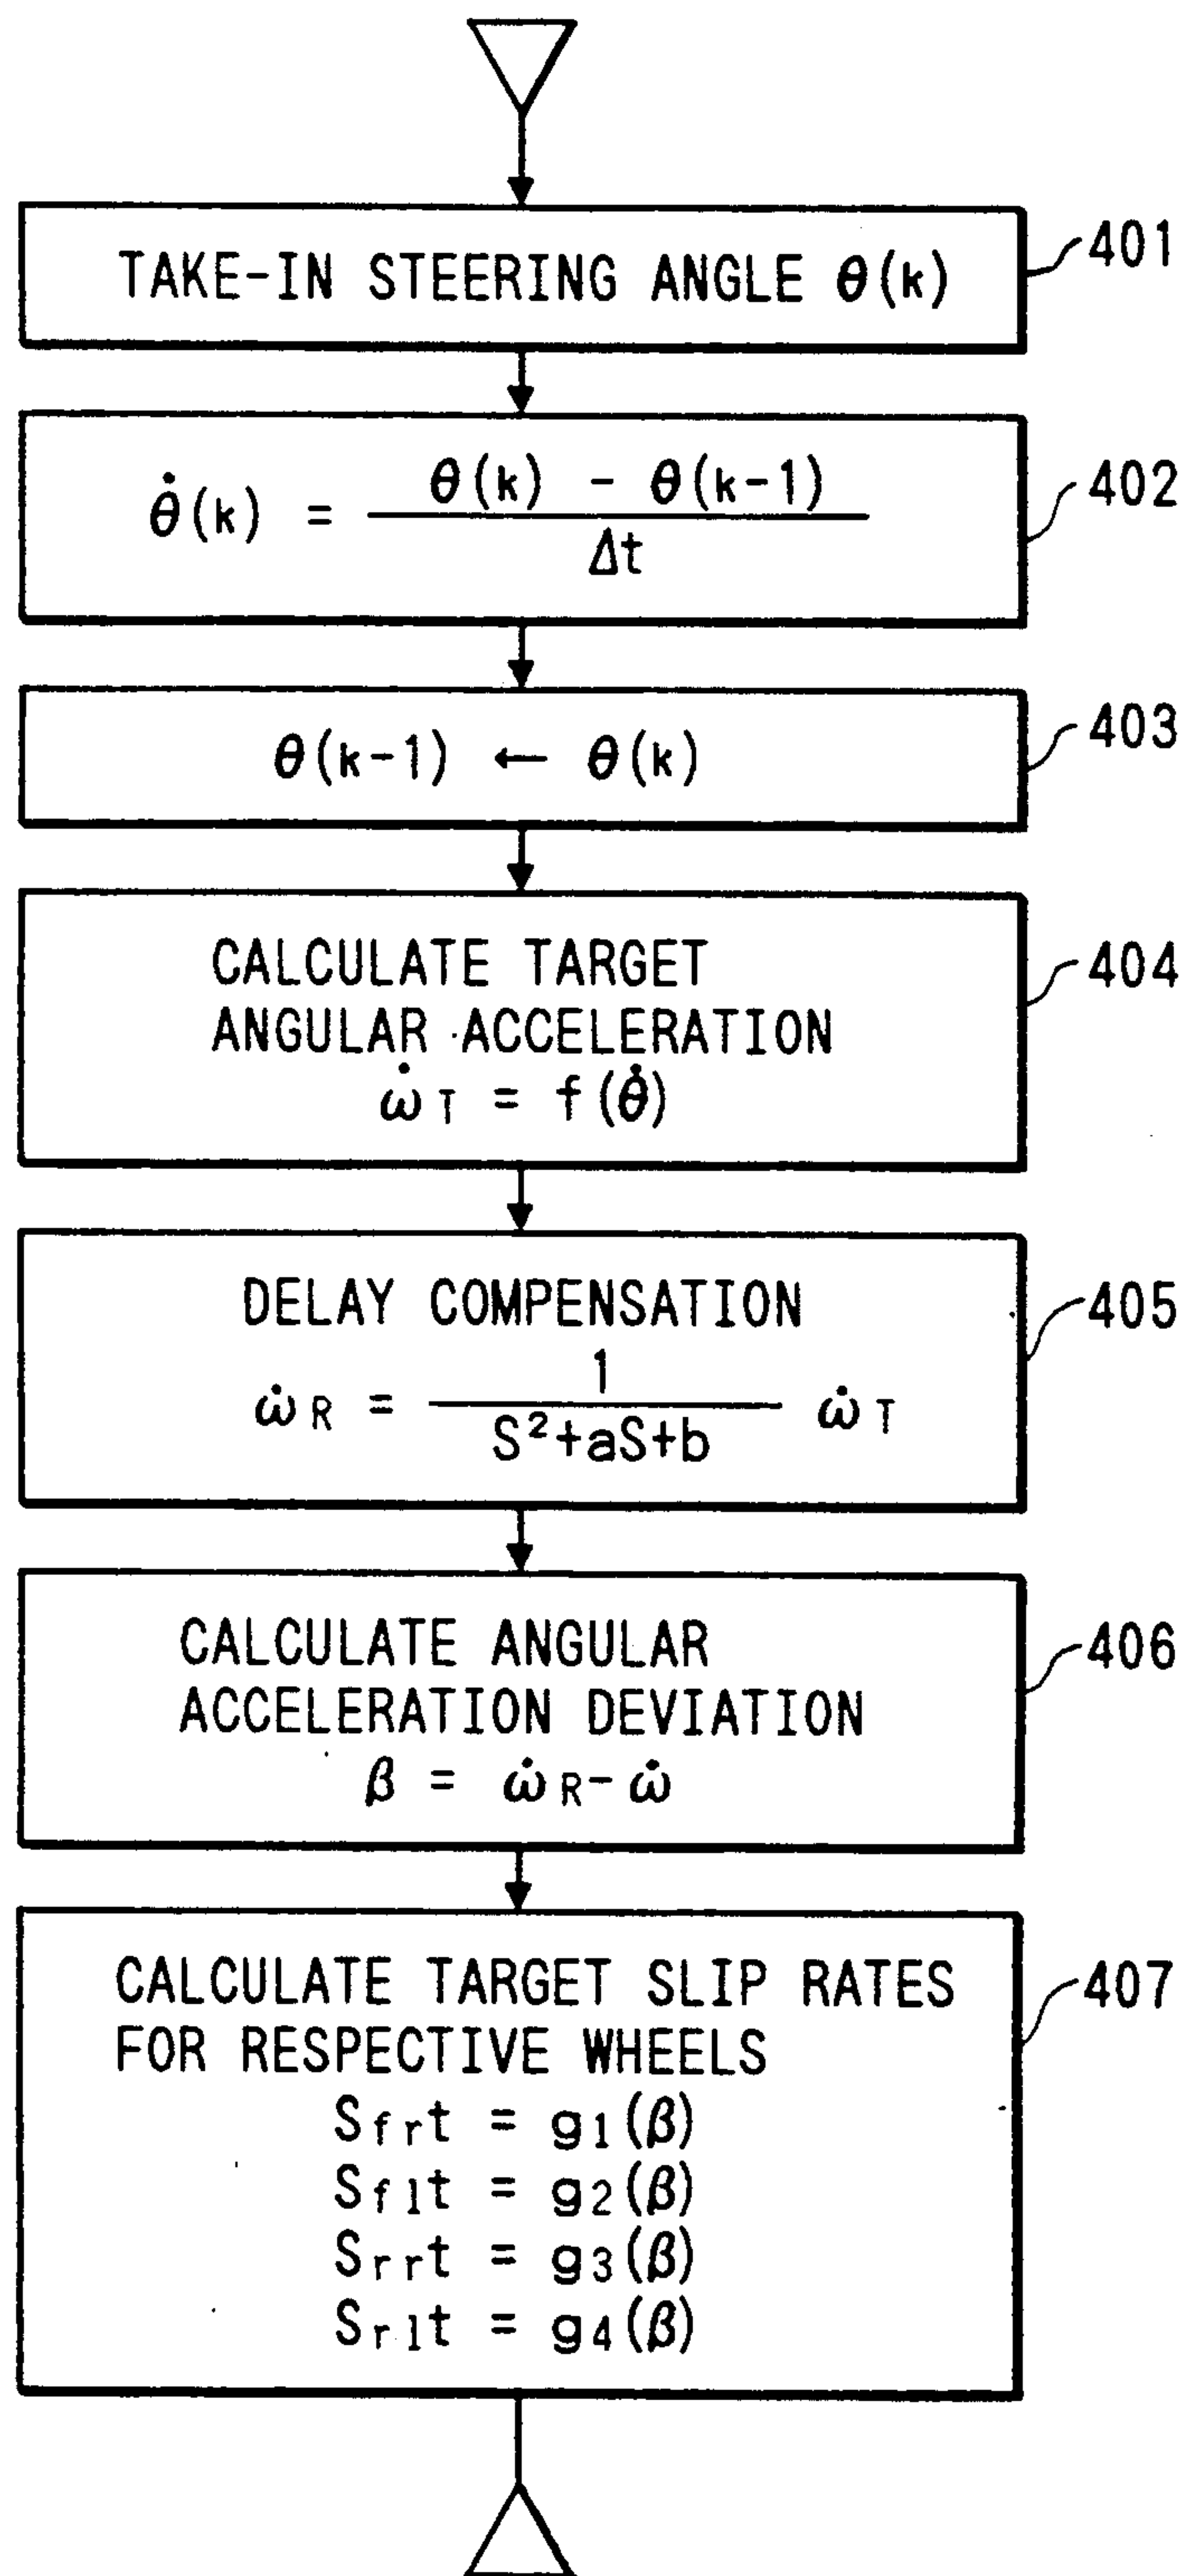 TAKE-IN STEERING ANGLE θ(k)
401
θ̇(k) = θ(k) - θ(k-1) / Δt
402
θ(k-1) ← θ(k)
403
CALCULATE TARGET
ANGULAR ACCELERATION
ω̇T = f(θ̇)
404
DELAY COMPENSATION
ω̇R = 1 / S²+aS+b ω̇T
405
CALCULATE ANGULAR
ACCELERATION DEVIATION
β = ω̇R-ω̇
406
CALCULATE TARGET SLIP RATES
FOR RESPECTIVE WHEELS
Sfrt = g1(β)
Sflt = g2(β)
Srrt = g3(β)
Srlt = g4(β)
407